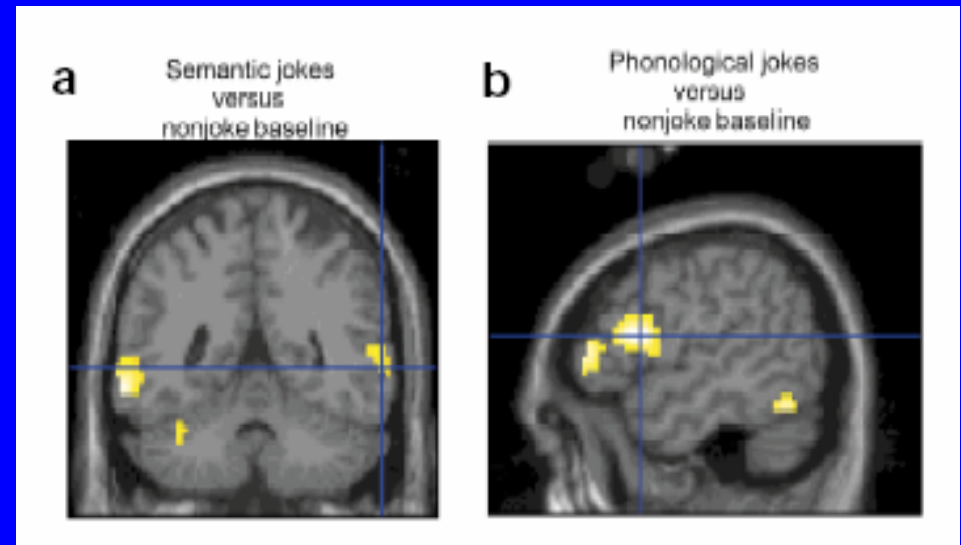 a
Semantic jokes
versus
nonjoke baseline
b
Phonological jokes
versus
nonjoke baseline